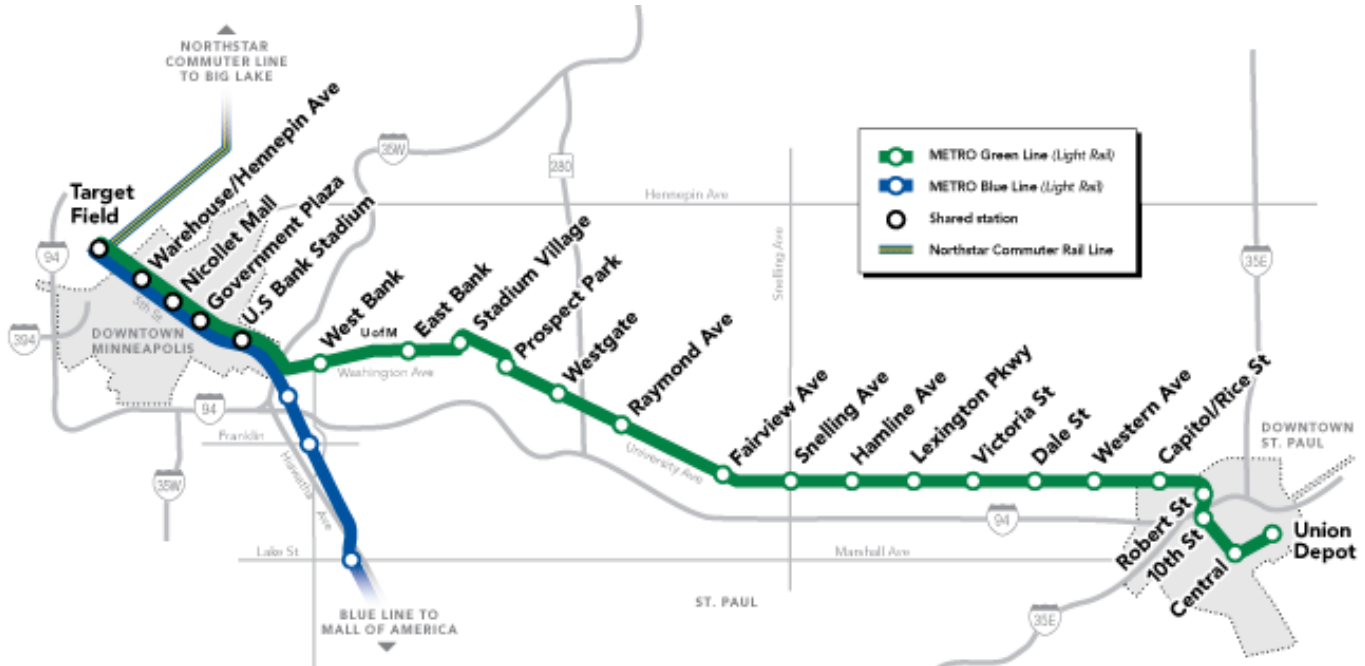 NORTHSTAR
COMMUTER LINE
TO BIG LAKE
Target
Field
Warehouse/Hennepin Ave
Nicollet Mall
Government Plaza
U.S Bank Stadium
West Bank
U of M
East Bank
Stadium Village
Prospect Park
Westgate
Raymond Ave
Fairview Ave
Snelling Ave
Hamline Ave
Lexington Pkwy
Victoria St
Dale St
Western Ave
Capitol/Rice St
Robert St
10th St
Central
Union
Depot
METRO Green Line (Light Rail)
METRO Blue Line (Light Rail)
Shared station
Northstar Commuter Rail Line
35W
280
Hennepin Ave
Snelling Ave
35E
94
394
5th St.
DOWNTOWN
MINNEAPOLIS
Washington Ave
94
Franklin
Hiawatha Ave
35W
University Ave
94
Lake St.
Marshall Ave
DOWNTOWN
ST. PAUL
ST. PAUL
35E
BLUE LINE TO
MALL OF AMERICA